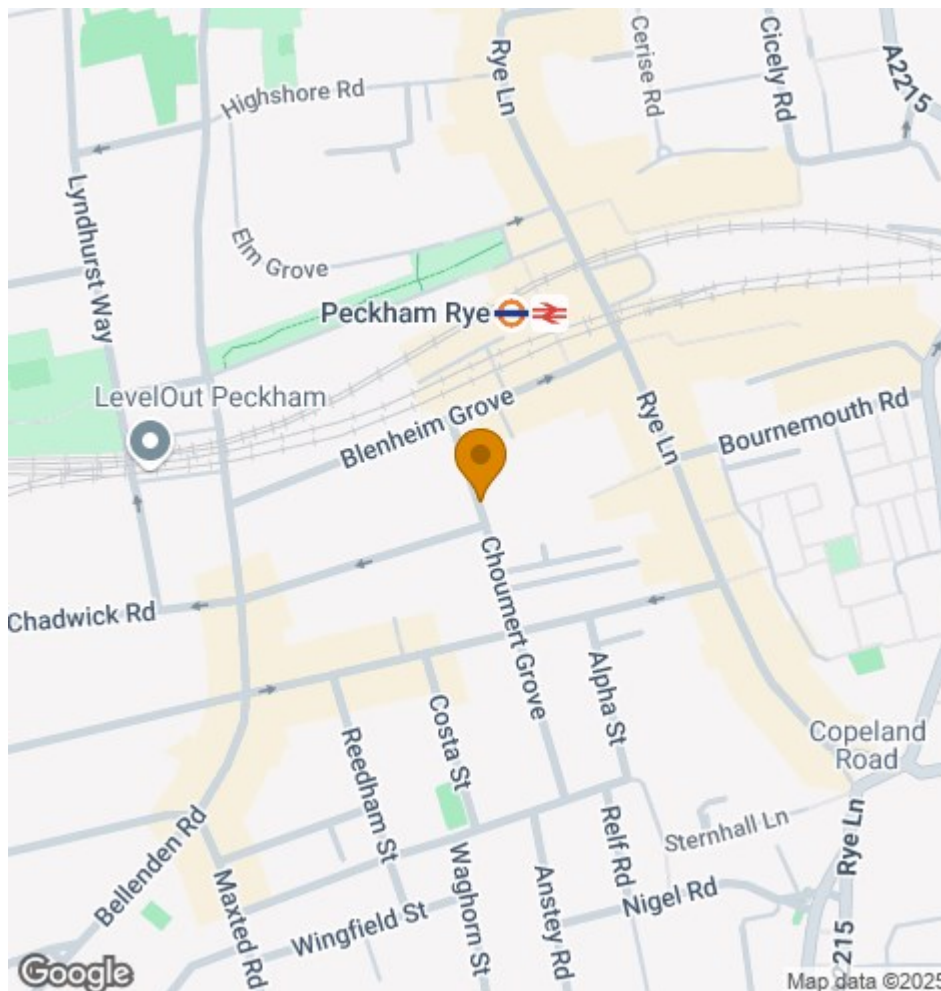 Rye Ln
Cerise Rd
Cicely Rd
A2215
Highshore Rd
Lyndhurst Way
Elm Grove
Peckham Rye
LevelOut Peckham
Blenheim Grove
Rye Ln
Bournemouth Rd
Chadwick Rd
Choumert Grove
Alpha St
Costa St
Reedham St
Copeland
Road
Bellenden Rd
Maxted Rd
Waghorn St
Wingfield St
Anstey Rd
Relf Rd
Nigel Rd
Sternhall Ln
Rye Ln
2215
Google
Map data ©2025